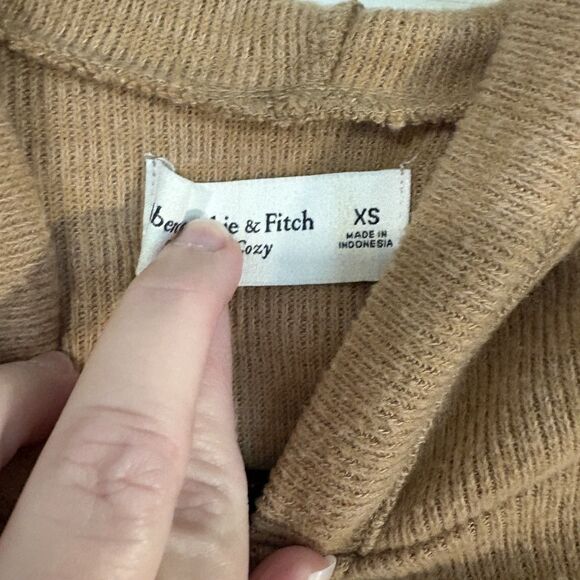 & Fitch
Cozy
XS
MADE IN
INDONESIA